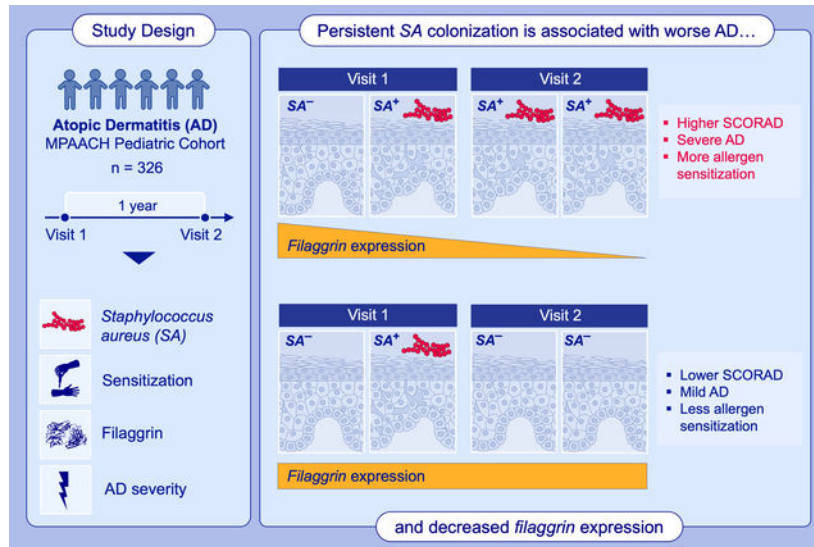 Study Design
Atopic Dermatitis (AD)
MPAACH Pediatric Cohort
n = 326
1 year
Visit 1 Visit 2
Staphylococcus
aureus (SA)
Sensitization
Filaggrin
AD severity
Persistent SA colonization is associated with worse AD…
Visit 1 Visit 2
SA– SA+ SA+ SA+
▪ Higher SCORAD
▪ Severe AD
▪ More allergen
sensitization
Filaggrin expression
Visit 1 Visit 2
SA– SA+ SA– SA–
▪ Lower SCORAD
▪ Mild AD
▪ Less allergen
sensitization
Filaggrin expression
and decreased filaggrin expression